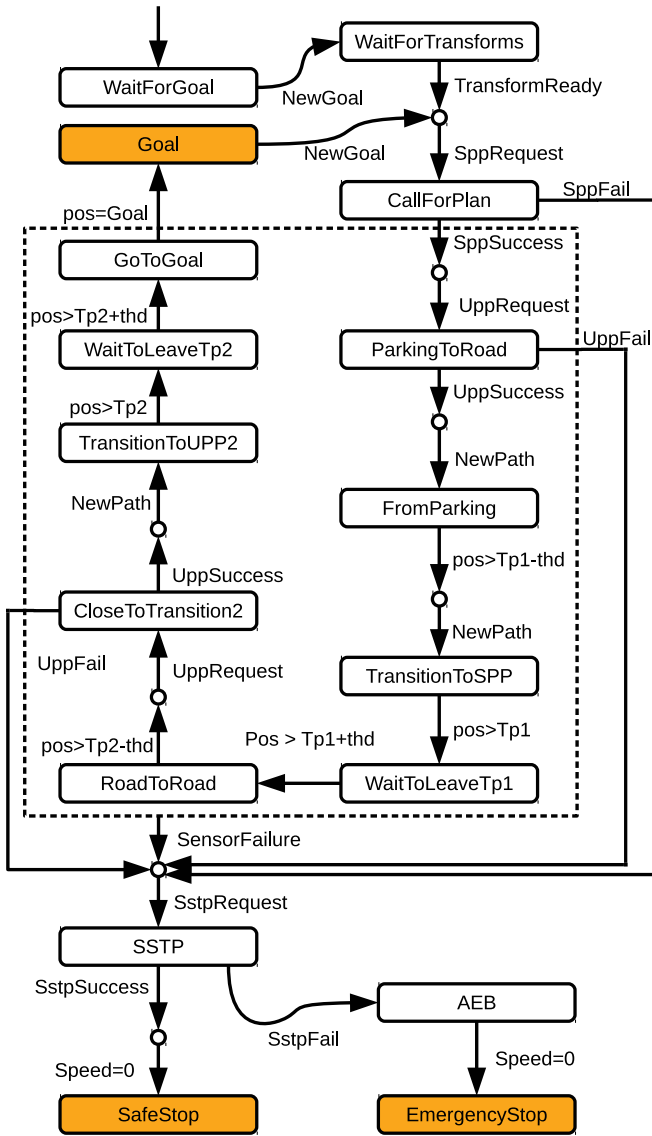 WaitForTransforms
WaitForGoal
NewGoal
TransformReady
Goal
NewGoal
SppRequest
CallForPlan
SppFail
pos=Goal
SppSuccess
GoToGoal
UppRequest
pos>Tp2+thd
WaitToLeaveTp2
ParkingToRoad
UppFail
UppSuccess
pos>Tp2
TransitionToUPP2
NewPath
NewPath
FromParking
UppSuccess
pos>Tp1-thd
CloseToTransition2
NewPath
UppFail
UppRequest
TransitionToSPP
pos>Tp1
Pos > Tp1+thd
pos>Tp2-thd
RoadToRoad
WaitToLeaveTp1
SensorFailure
SstpRequest
SSTP
SstpSuccess
AEB
SstpFail
Speed=0
Speed=0
SafeStop
EmergencyStop